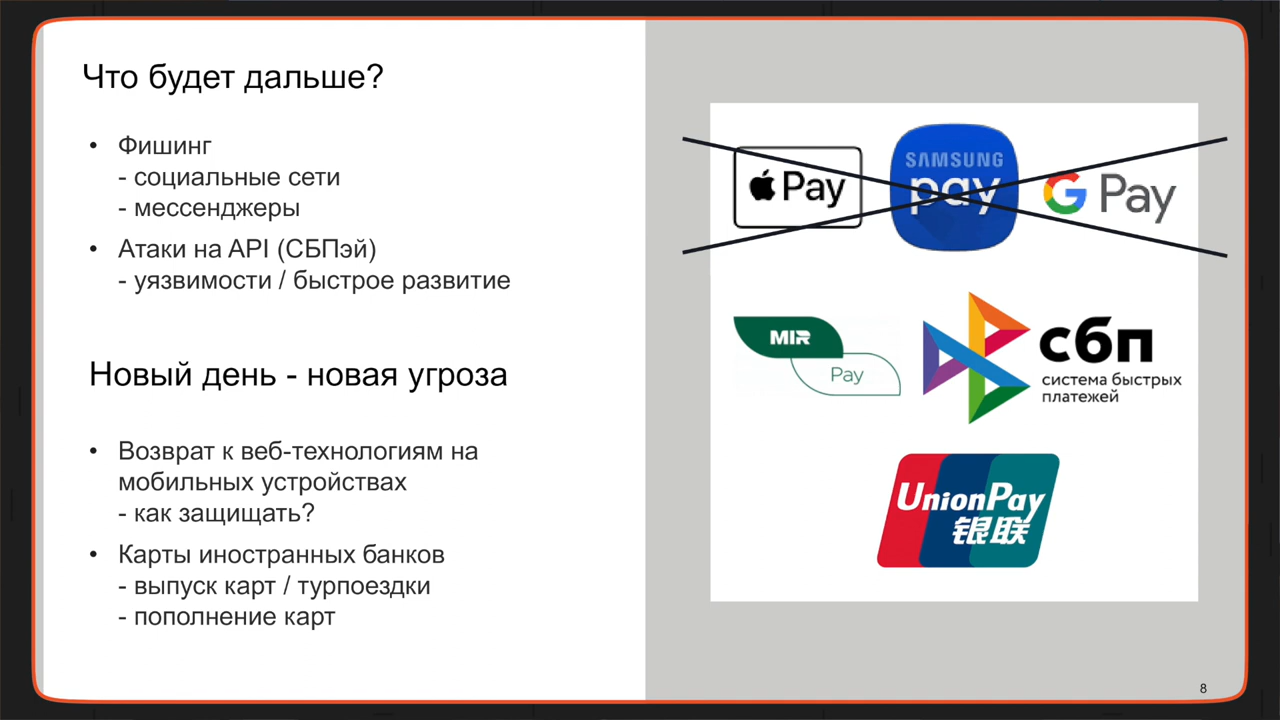 Что будет дальше?
• Фишинг
- социальные сети
- мессенджеры
• Атаки на API (СБПэй)
- уязвимости / быстрое развитие
Новый день - новая угроза
• Возврат к веб-технологиям на
мобильных устройствах
- как защищать?
• Карты иностранных банков
- выпуск карт / турпоездки
- пополнение карт
Pay
SAMSUNG
pay
G Pay
MIR
Pay
сбп
система быстрых
платежей
UnionPay
银联
8